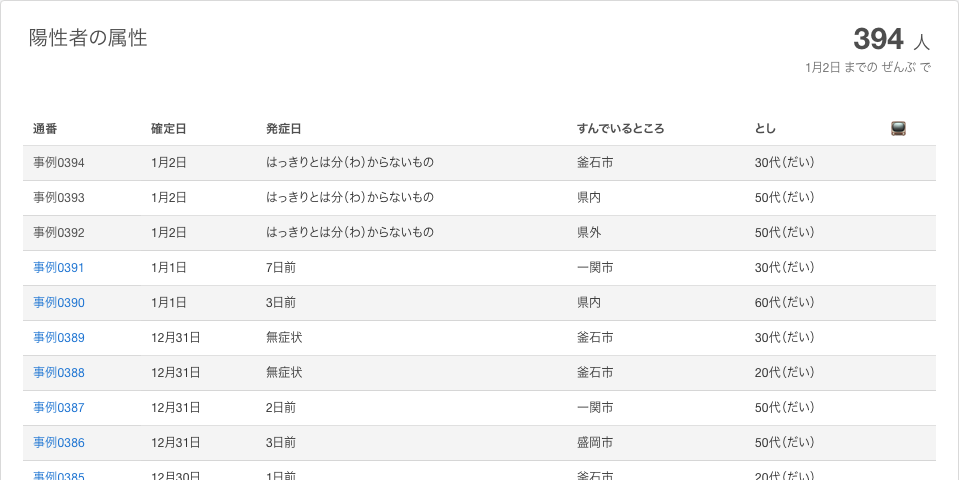 陽性者の属性
394 人
1月2日 までの ぜんぶ で
通番 確定日 発症日 すんでいるところ とし
事例0394 1月2日 はっきりとは分（わ）からないもの 釜石市 30代（だい）
事例0393 1月2日 はっきりとは分（わ）からないもの 県内 50代（だい）
事例0392 1月2日 はっきりとは分（わ）からないもの 県外 50代（だい）
事例0391 1月1日 7日前 一関市 30代（だい）
事例0390 1月1日 3日前 県内 60代（だい）
事例0389 12月31日 無症状 釜石市 30代（だい）
事例0388 12月31日 無症状 釜石市 20代（だい）
事例0387 12月31日 2日前 一関市 50代（だい）
事例0386 12月31日 3日前 盛岡市 50代（だい）
事例0385 12月30日 1日前 釜石市 20代（だい）